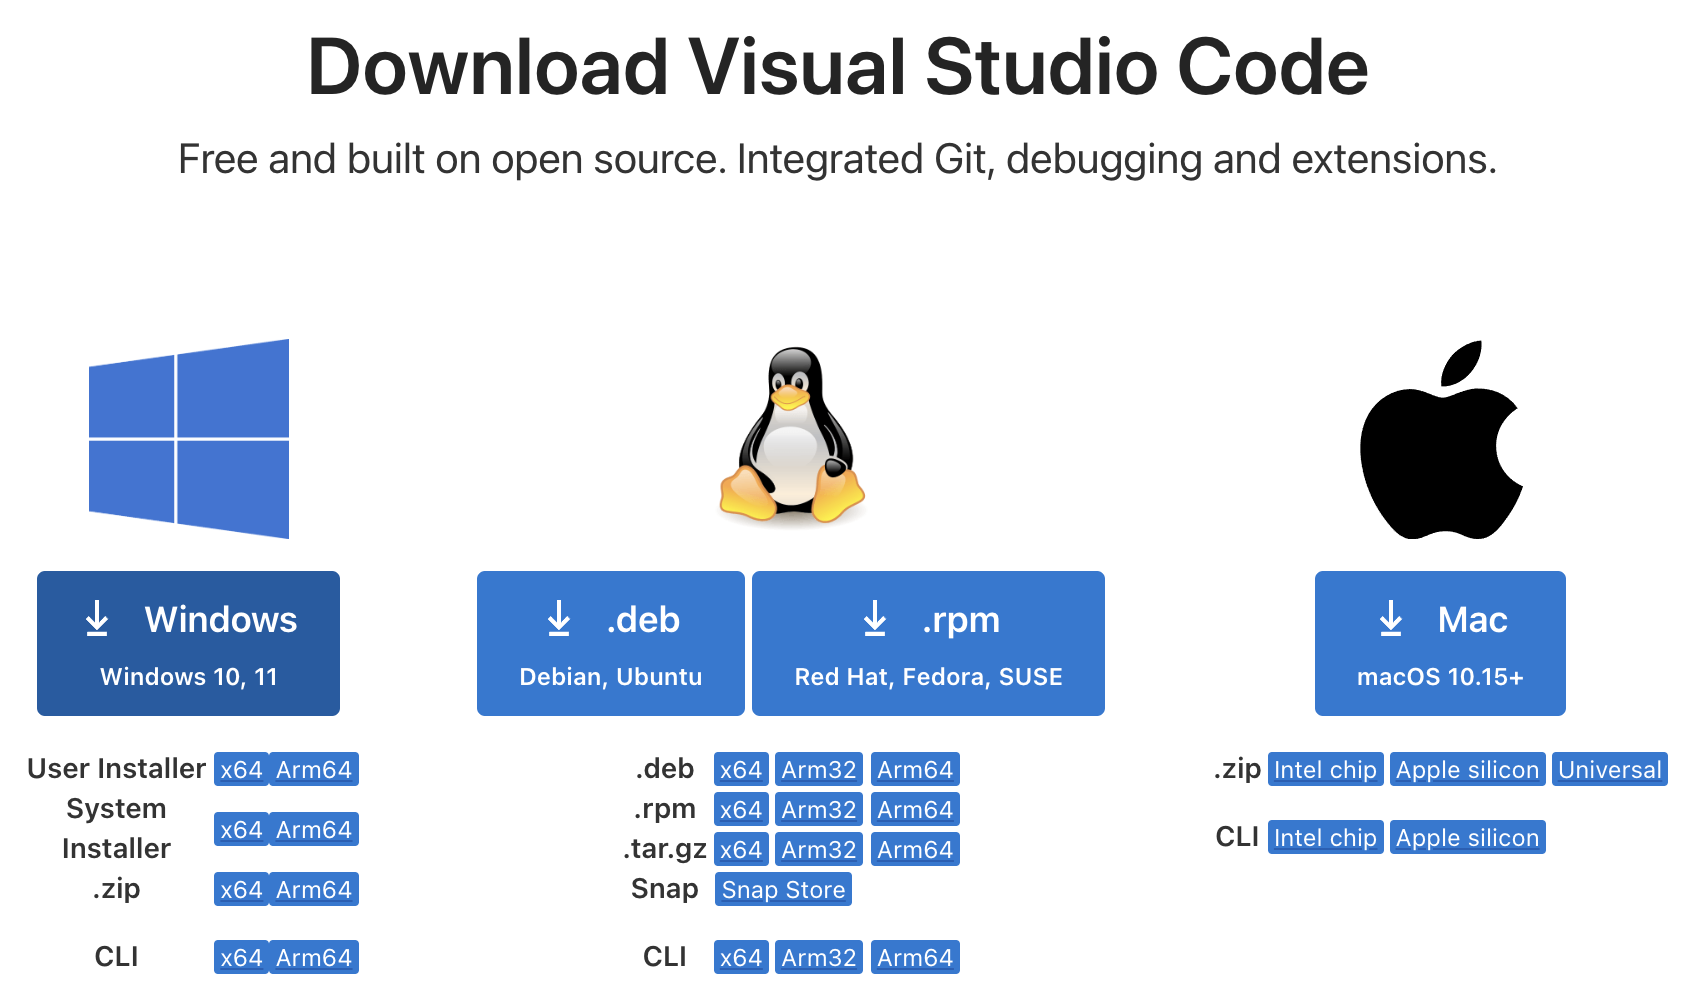 Download Visual Studio Code
Free and built on open source. Integrated Git, debugging and extensions.
Windows
Windows 10, 11
User Installer x64 Arm64
System
Installer x64 Arm64
.zip x64 Arm64
CLI x64 Arm64
.deb
Debian, Ubuntu
.rpm
Red Hat, Fedora, SUSE
.deb x64 Arm32 Arm64
.rpm x64 Arm32 Arm64
.tar.gz x64 Arm32 Arm64
Snap Snap Store
CLI x64 Arm32 Arm64
Mac
macOS 10.15+
.zip Intel chip Apple silicon Universal
CLI Intel chip Apple silicon